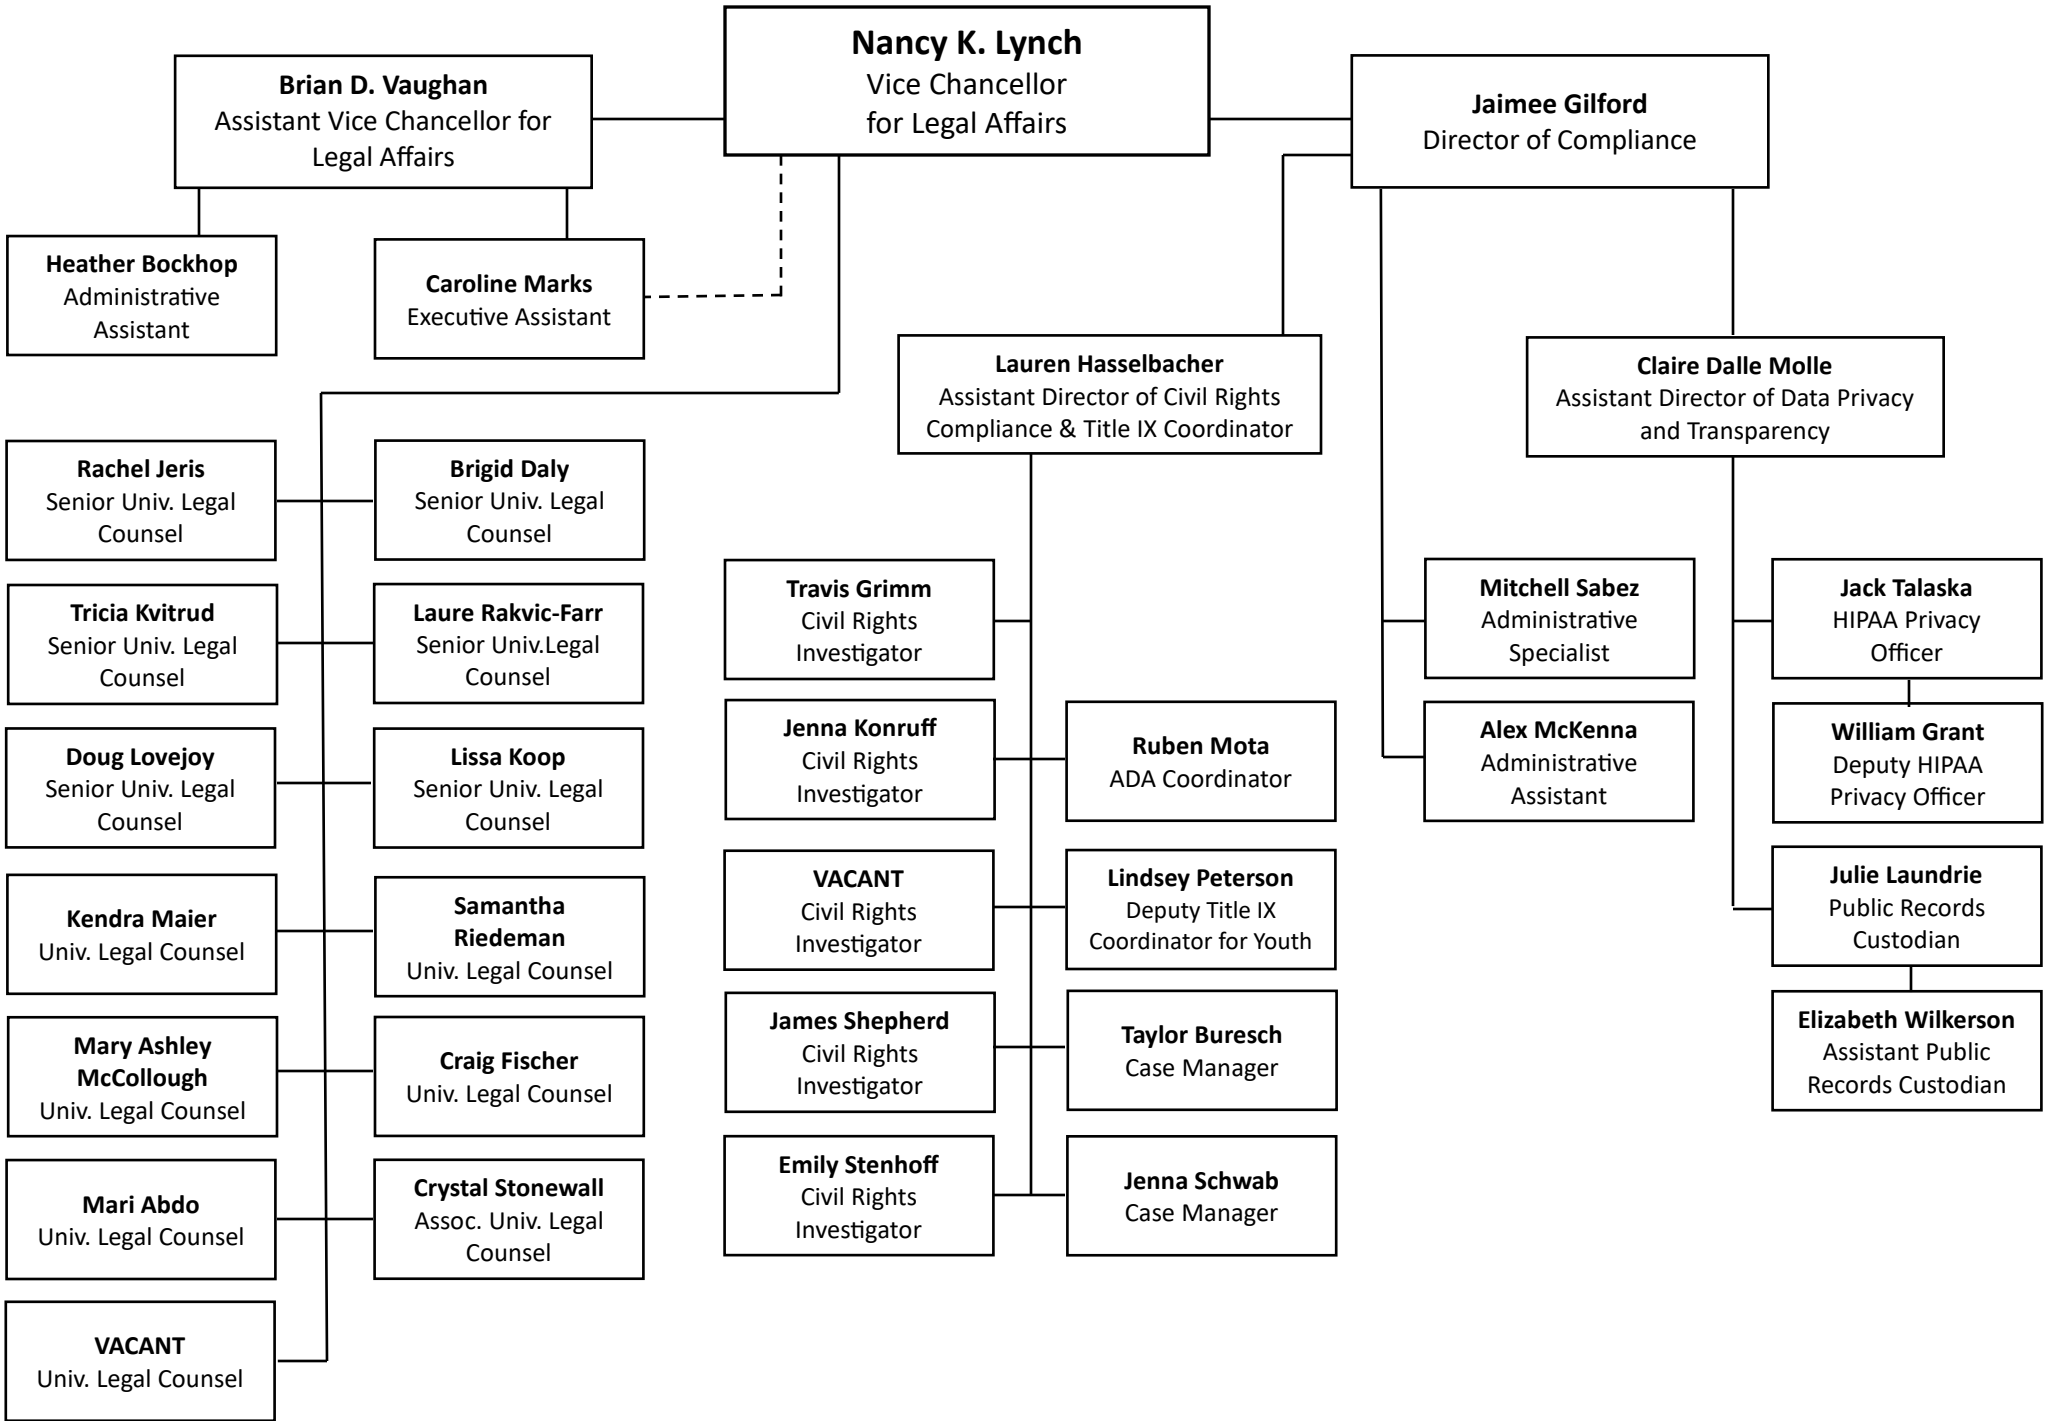 Nancy K. Lynch
Vice Chancellor
for Legal Affairs
Brian D. Vaughan
Assistant Vice Chancellor for
Legal Affairs
Jaimee Gilford
Director of Compliance
Heather Bockhop
Administrative
Assistant
Caroline Marks
Executive Assistant
Lauren Hasselbacher
Assistant Director of Civil Rights
Compliance & Title IX Coordinator
Claire Dalle Molle
Assistant Director of Data Privacy
and Transparency
Rachel Jeris
Senior Univ. Legal
Counsel
Brigid Daly
Senior Univ. Legal
Counsel
Tricia Kvitrud
Senior Univ. Legal
Counsel
Laure Rakvic-Farr
Senior Univ.Legal
Counsel
Doug Lovejoy
Senior Univ. Legal
Counsel
Lissa Koop
Senior Univ. Legal
Counsel
Kendra Maier
Univ. Legal Counsel
Samantha
Riedeman
Univ. Legal Counsel
Mary Ashley
McCollough
Univ. Legal Counsel
Craig Fischer
Univ. Legal Counsel
Mari Abdo
Univ. Legal Counsel
Crystal Stonewall
Assoc. Univ. Legal
Counsel
VACANT
Univ. Legal Counsel
Travis Grimm
Civil Rights
Investigator
Jenna Konruff
Civil Rights
Investigator
Ruben Mota
ADA Coordinator
VACANT
Civil Rights
Investigator
Lindsey Peterson
Deputy Title IX
Coordinator for Youth
James Shepherd
Civil Rights
Investigator
Taylor Buresch
Case Manager
Emily Stenhoff
Civil Rights
Investigator
Jenna Schwab
Case Manager
Mitchell Sabez
Administrative
Specialist
Alex McKenna
Administrative
Assistant
Jack Talaska
HIPAA Privacy
Officer
William Grant
Deputy HIPAA
Privacy Officer
Julie Laundrie
Public Records
Custodian
Elizabeth Wilkerson
Assistant Public
Records Custodian